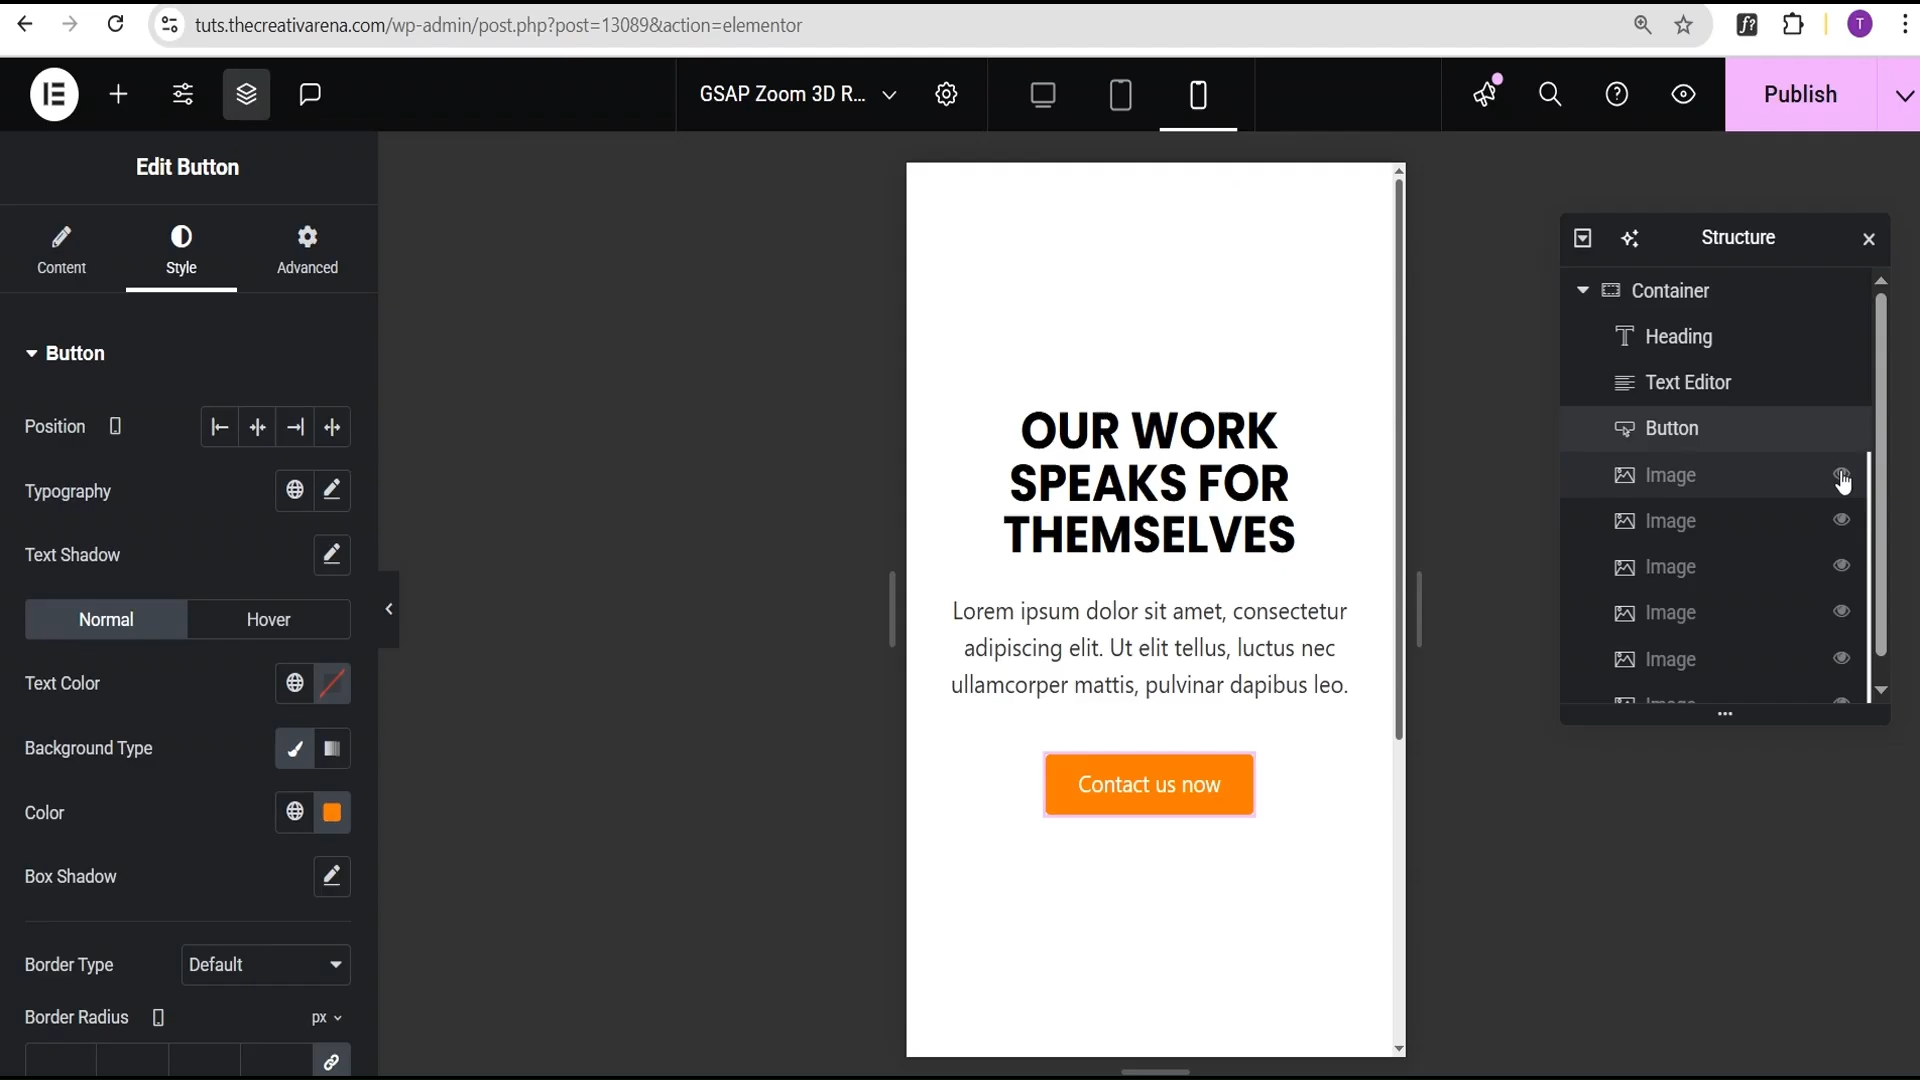 tuts.thecreativarena.com/wp-admin/post.php?post=13089&action=elementor
T
GSAP Zoom 3D R...
Publish
Edit Button
Content
Style
Advanced
Button
Position
Typography
Text Shadow
Normal
Hover
Text Color
Background Type
Color
Box Shadow
Border Type
Default
Border Radius
px
OUR WORK
SPEAKS FOR
THEMSELVES
Lorem ipsum dolor sit amet, consectetur
adipiscing elit. Ut elit tellus, luctus nec
ullamcorper mattis, pulvinar dapibus leo.
Contact us now
Structure
Container
Heading
Text Editor
Button
Image
Image
Image
Image
Image